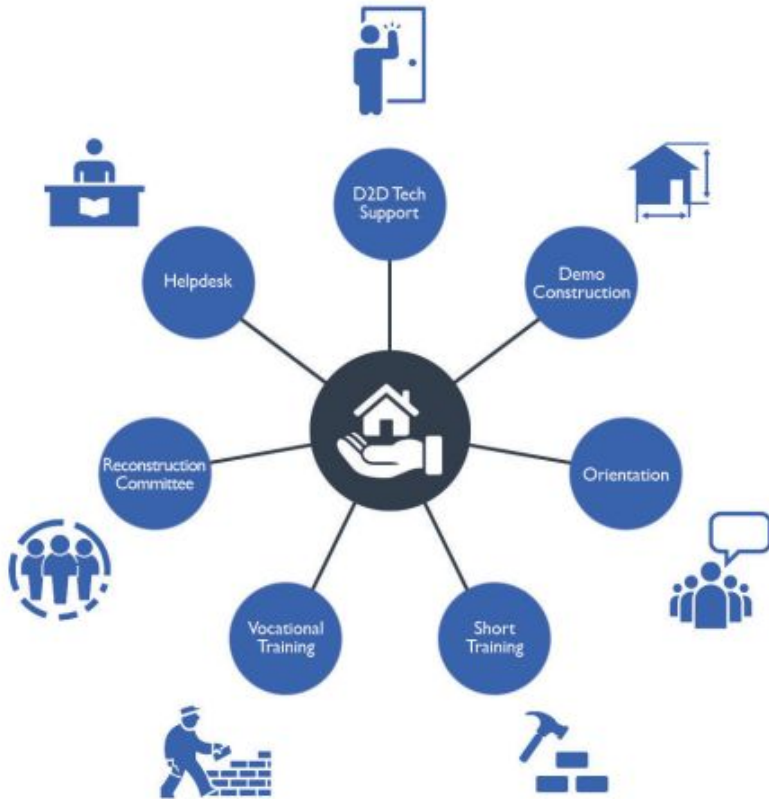 D2D Tech
Support
Demo
Construction
Orientation
Short
Training
Vocational
Training
Reconstruction
Committee
Helpdesk